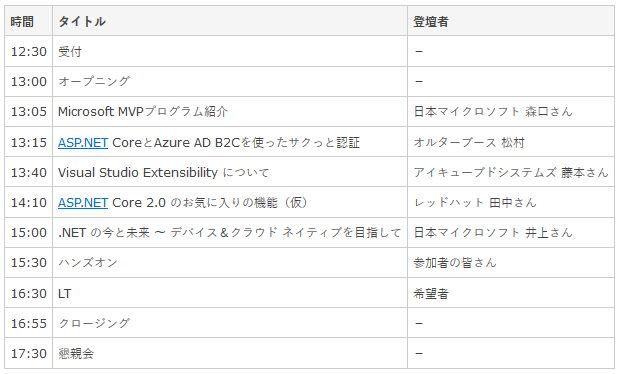 時間 タイトル 登壇者
12:30 受付 −
13:00 オープニング −
13:05 Microsoft MVPプログラム紹介 日本マイクロソフト 森口さん
13:15 ASP.NET CoreとAzure AD B2Cを使ったサクっと認証 オルターブース 松村
13:40 Visual Studio Extensibility について アイキューブドシステムズ 藤本さん
14:10 ASP.NET Core 2.0 のお気に入りの機能（仮） レッドハット 田中さん
15:00 .NET の今と未来 ～ デバイス＆クラウド ネイティブを目指して 日本マイクロソフト 井上さん
15:30 ハンズオン 参加者の皆さん
16:30 LT 希望者
16:55 クロージング −
17:30 懇親会 −